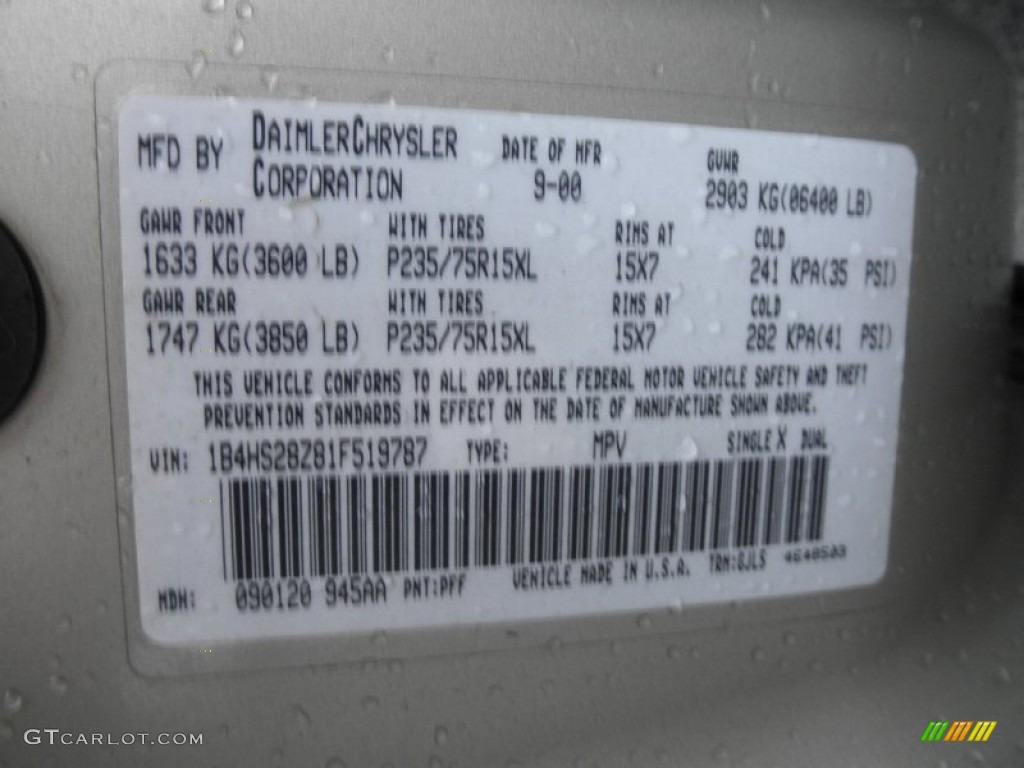 MFD BY DAIMLERCHRYSLER CORPORATION DATE OF MFR 9-00 GVWR 2903 KG(06400 LB)
GAWR FRONT WITH TIRES RIMS AT COLD
1633 KG(3600 LB) P235/75R15XL 15X7 241 KPA(35 PSI)
GAWR REAR WITH TIRES RIMS AT COLD
1747 KG(3850 LB) P235/75R15XL 15X7 282 KPA(41 PSI)
THIS VEHICLE CONFORMS TO ALL APPLICABLE FEDERAL MOTOR VEHICLE SAFETY AND THEFT
PREVENTION STANDARDS IN EFFECT ON THE DATE OF MANUFACTURE SHOWN ABOVE.
VIN: 1B4HS28Z81F519787 TYPE: MPV SINGLE X DUAL
MDH: 090120 945AA PNT:PFF VEHICLE MADE IN U.S.A. TRM:GJLS 4648503
GTCARLOT.COM